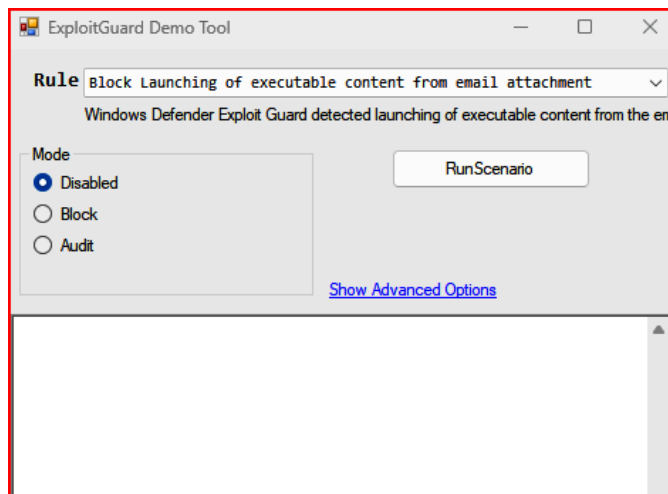 ExploitGuard Demo Tool
Rule Block Launching of executable content from email attachment
Windows Defender Exploit Guard detected launching of executable content from the em
Mode
Disabled
RunScenario
Block
Audit
Show Advanced Options